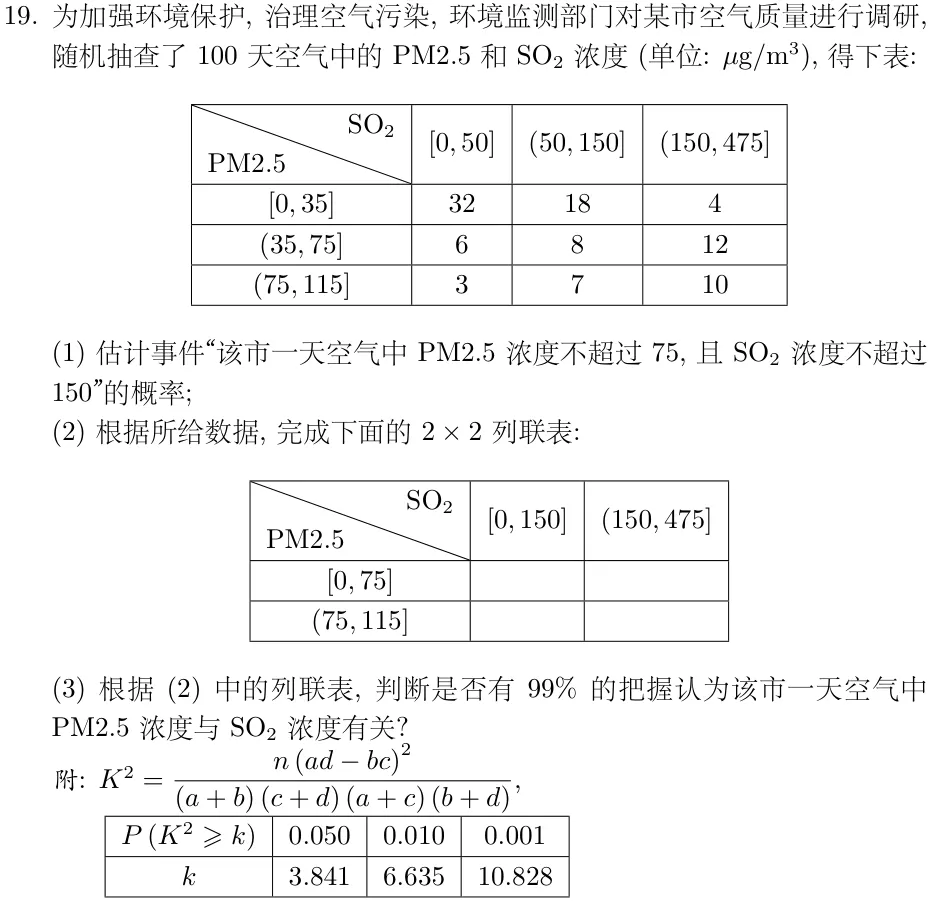 19. 为加强环境保护, 治理空气污染, 环境监测部门对某市空气质量进行调研,
随机抽查了 100 天空气中的 PM2.5 和 SO₂ 浓度 (单位: μg/m³), 得下表:
SO₂
PM2.5
[0, 50] (50, 150] (150, 475]
[0, 35] 32 18 4
(35, 75] 6 8 12
(75, 115] 3 7 10
(1) 估计事件“该市一天空气中 PM2.5 浓度不超过 75, 且 SO₂ 浓度不超过
150”的概率;
(2) 根据所给数据, 完成下面的 2 × 2 列联表:
SO₂
PM2.5
[0, 150] (150, 475]
[0, 75]
(75, 115]
(3) 根据 (2) 中的列联表, 判断是否有 99% 的把握认为该市一天空气中
PM2.5 浓度与 SO₂ 浓度有关?
附: K² = n (ad − bc)² / (a + b) (c + d) (a + c) (b + d),
P (K² ⩾ k) 0.050 0.010 0.001
k 3.841 6.635 10.828